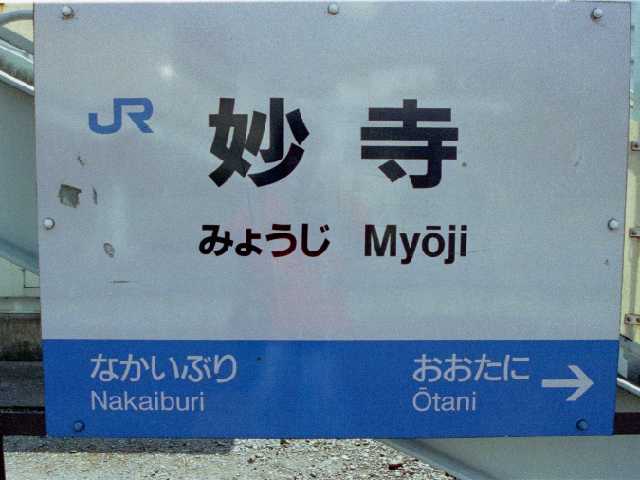 JR
妙寺
みょうじ Myōji
なかいぶり おおたに →
Nakaiburi Ōtani